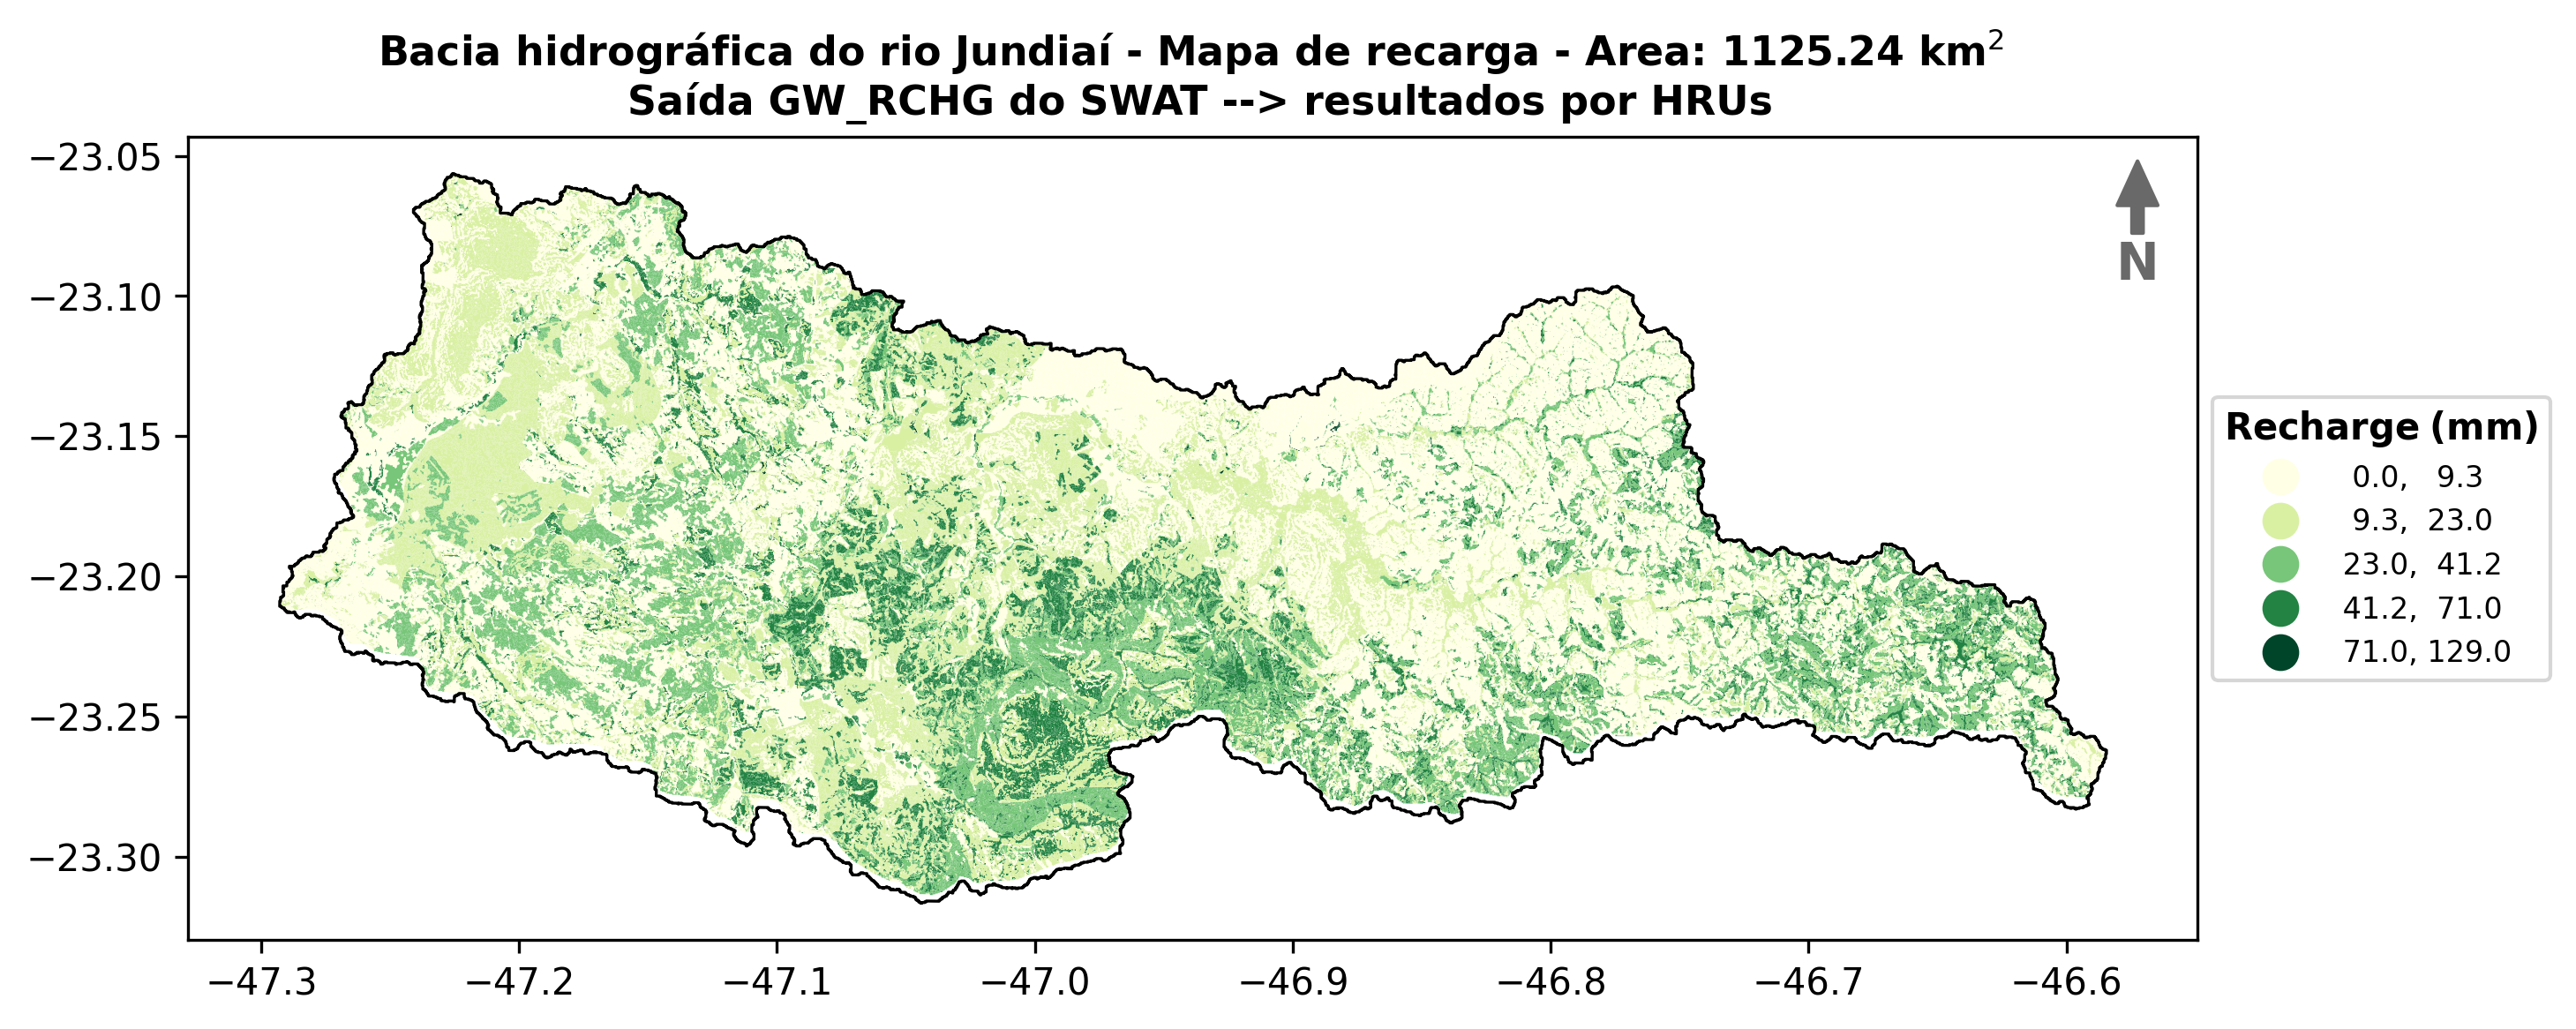 Bacia hidrográfica do rio Jundiaí - Mapa de recarga - Area: 1125.24 km²
Saída GW_RCHG do SWAT --> resultados por HRUs
−23.05
−23.10
−23.15
−23.20
−23.25
−23.30
N
Recharge (mm)
0.0, 9.3
9.3, 23.0
23.0, 41.2
41.2, 71.0
71.0, 129.0
−47.3 −47.2 −47.1 −47.0 −46.9 −46.8 −46.7 −46.6